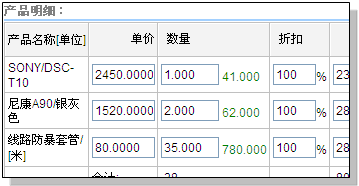 产品明细：
产品名称[单位] 单价 数量 折扣
SONY/DSC-T10 2450.0000 1.000 41.000 100 % 23
尼康A90/银灰色 1520.0000 2.000 62.000 100 % 28
线路防暴套管/[米] 80.0000 35.000 780.000 100 % 28